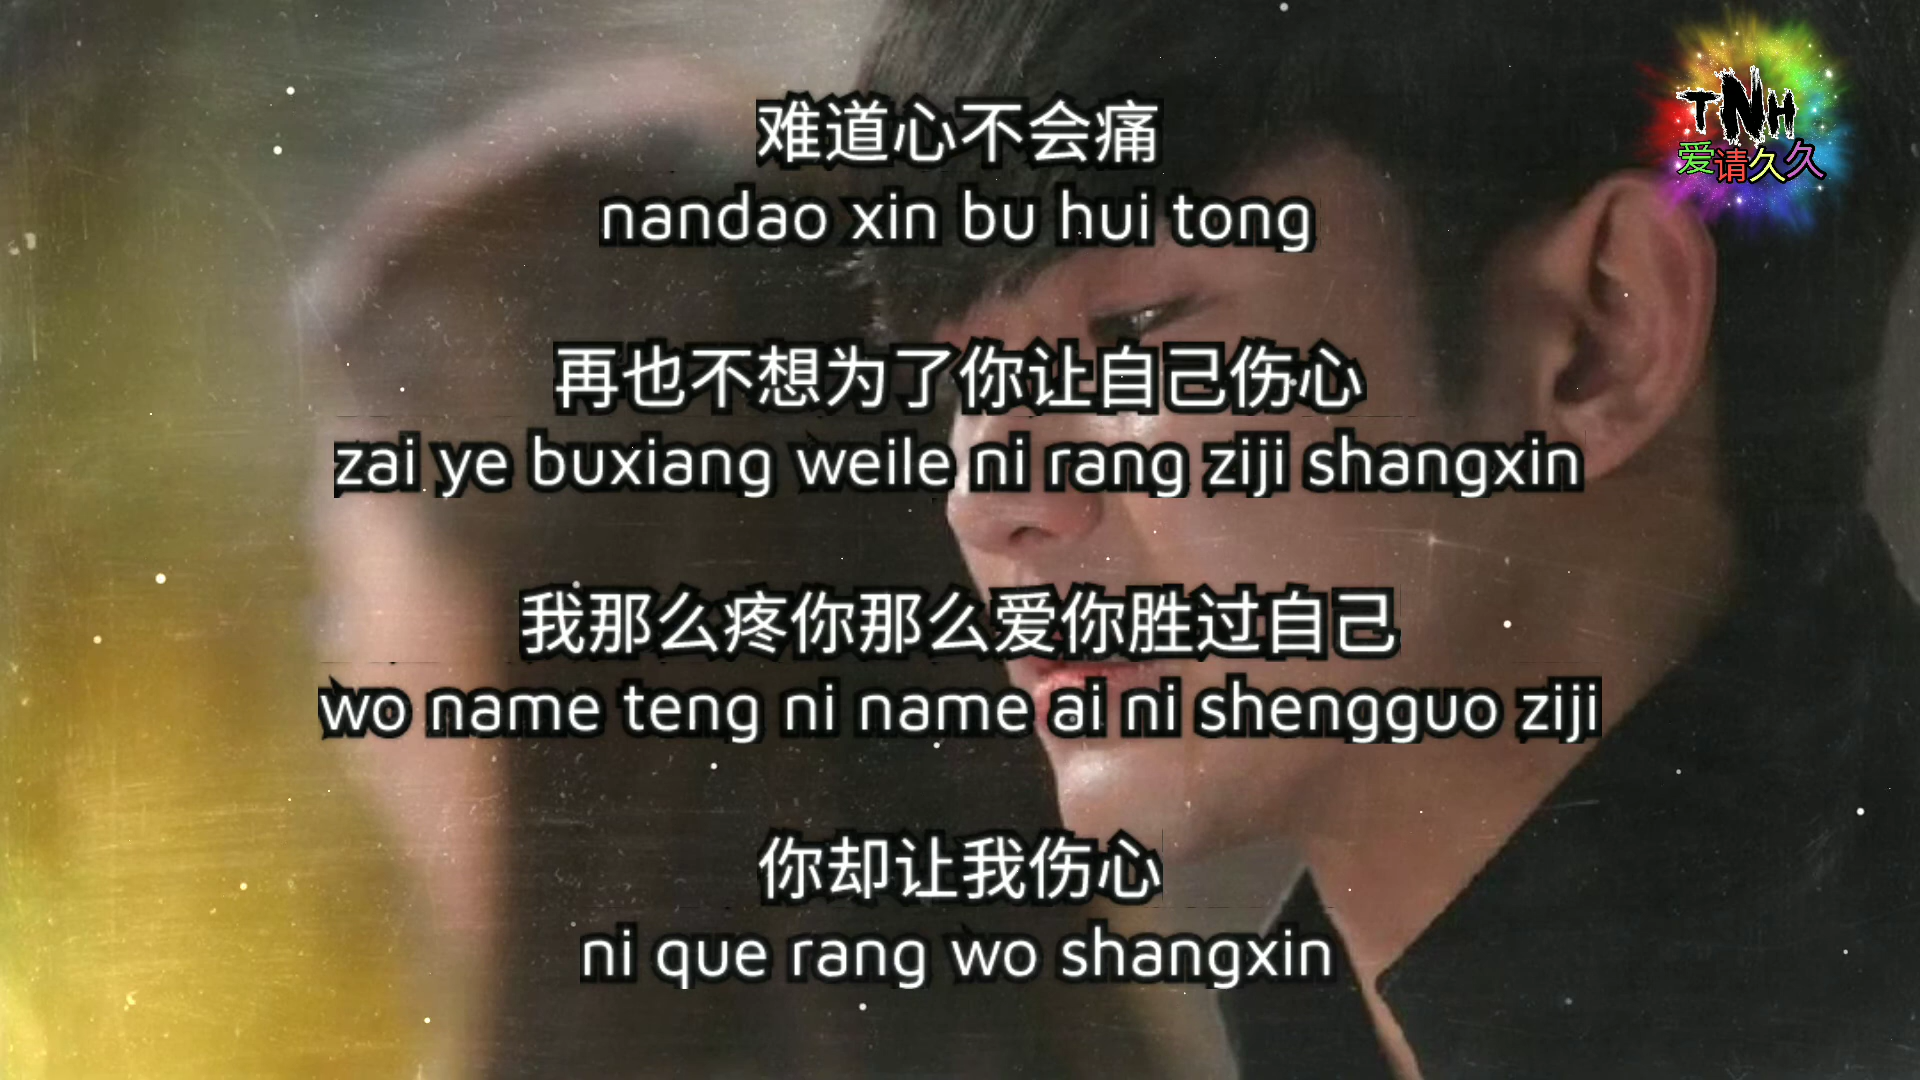 TNH
爱请久久
难道心不会痛
nandao xin bu hui tong
再也不想为了你让自己伤心
zai ye buxiang weile ni rang ziji shangxin
我那么疼你那么爱你胜过自己
wo name teng ni name ai ni shengguo ziji
你却让我伤心
ni que rang wo shangxin